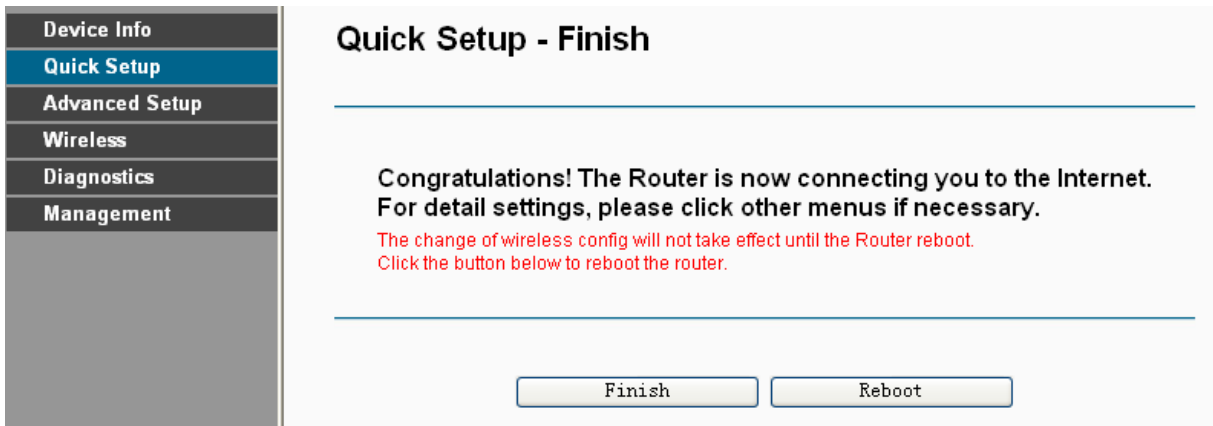 Device Info
Quick Setup
Advanced Setup
Wireless
Diagnostics
Management
Quick Setup - Finish
Congratulations! The Router is now connecting you to the Internet.
For detail settings, please click other menus if necessary.
The change of wireless config will not take effect until the Router reboot.
Click the button below to reboot the router.
Finish
Reboot